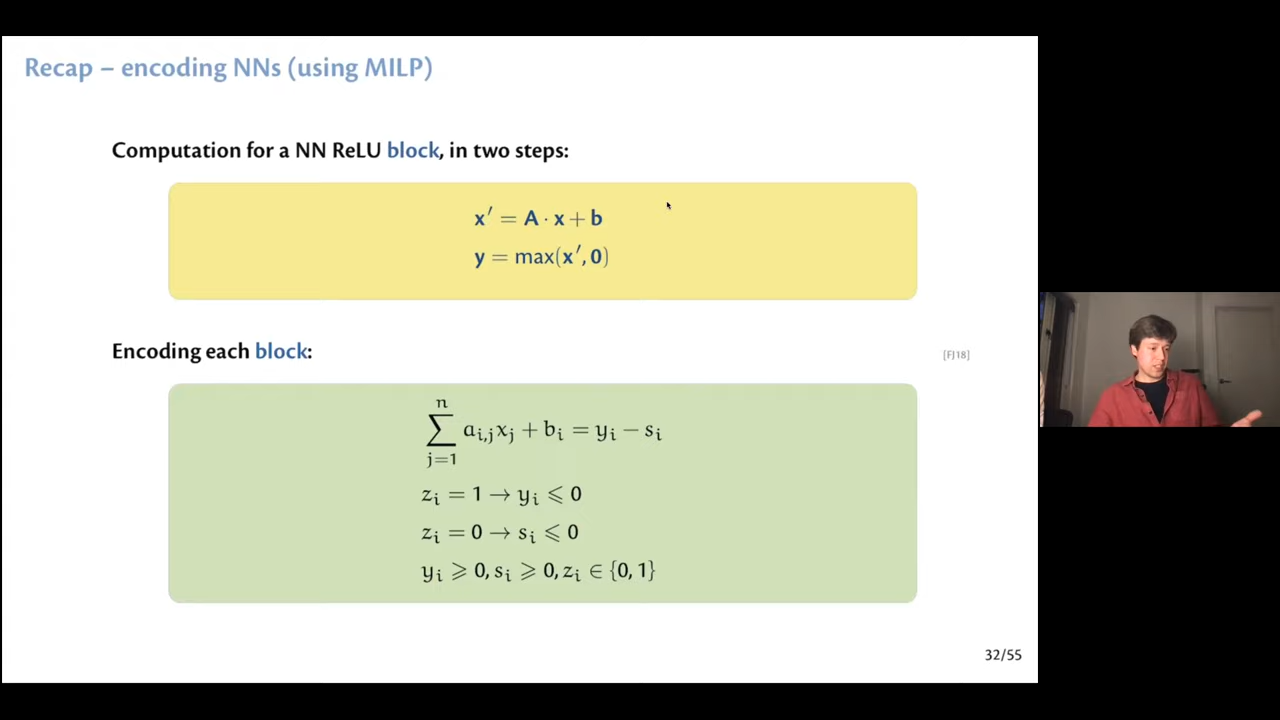 Recap – encoding NNs (using MILP)
Computation for a NN ReLU block, in two steps:
x′ = A · x + b
y = max(x′, 0)
Encoding each block:
[FJ18]
n
∑ a_{i,j}x_j + b_i = y_i − s_i
j=1
z_i = 1 → y_i ⩽ 0
z_i = 0 → s_i ⩽ 0
y_i ⩾ 0, s_i ⩾ 0, z_i ∈ {0, 1}
32/55